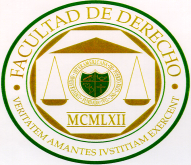 FACULTAD DE DERECHO
MCMLXII
VERITATEM AMANTES IVSTITIAM EXERCENT